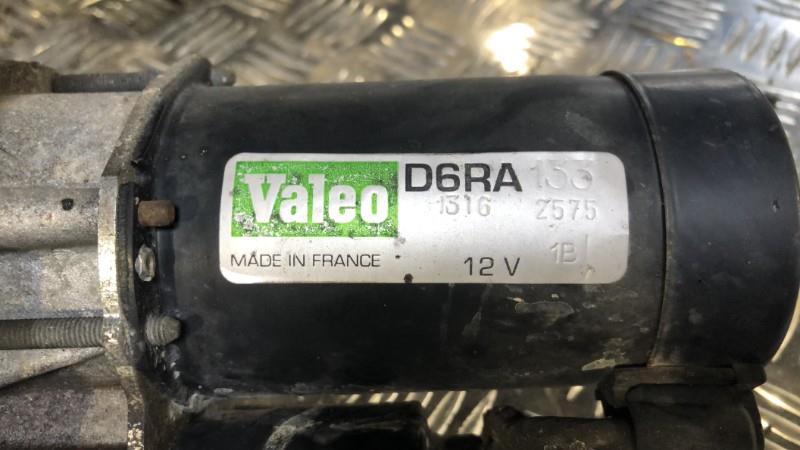 Valeo D6RA 133
1316 2575
MADE IN FRANCE 12 V 1B